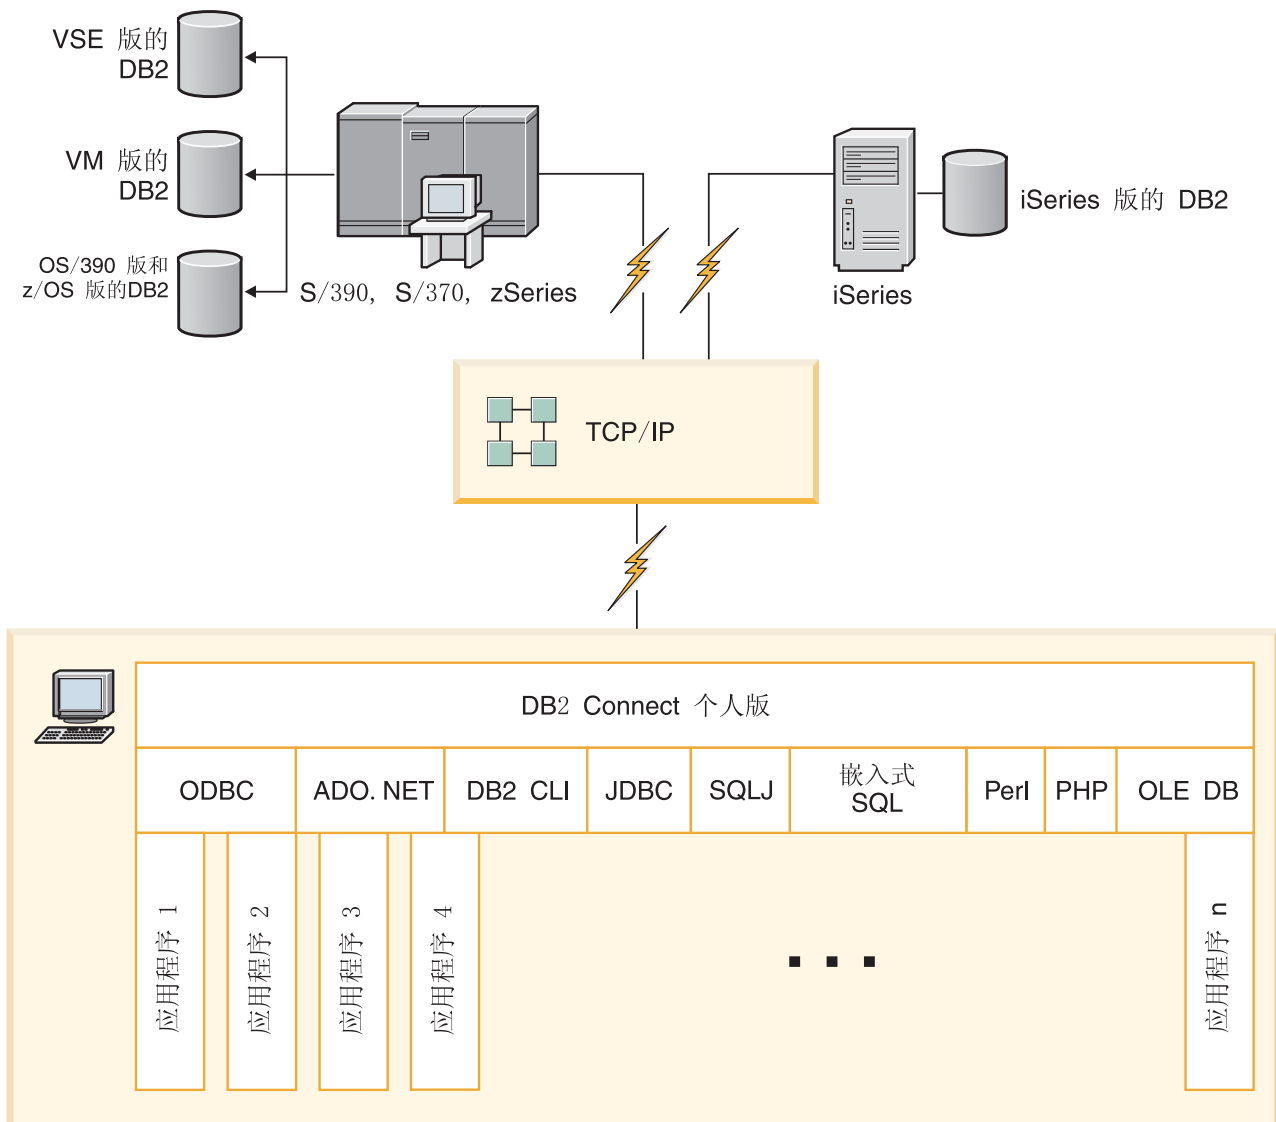 VSE 版的
DB2
VM 版的
DB2
OS/390 版和
z/OS 版的DB2
S/390, S/370, zSeries
iSeries 版的 DB2
iSeries
TCP/IP
DB2 Connect 个人版
ODBC
ADO. NET
DB2 CLI
JDBC
SQLJ
嵌入式
SQL
Perl
PHP
OLE DB
应用程序 1
应用程序 2
应用程序 3
应用程序 4
应用程序 n